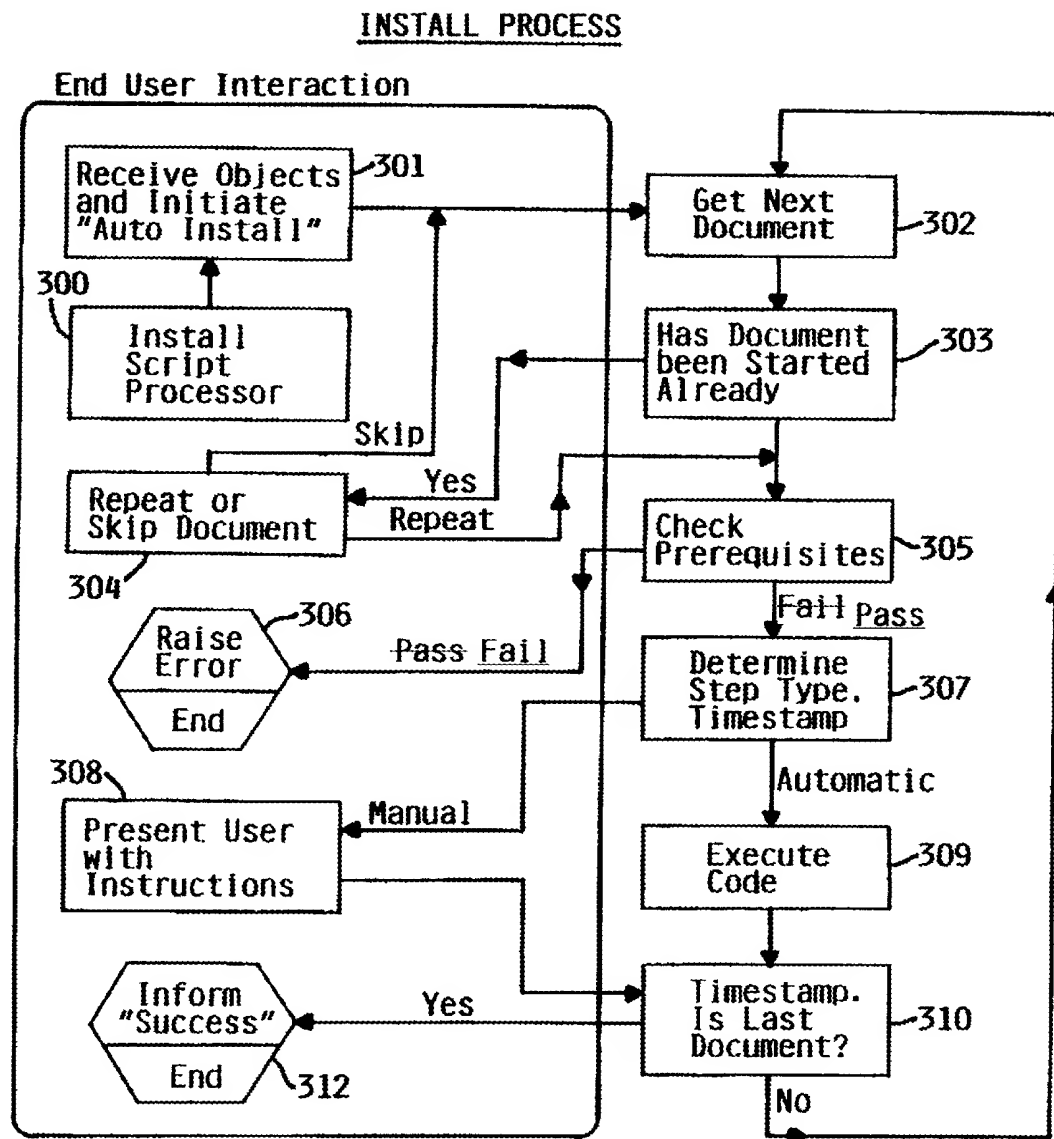 INSTALL PROCESS
End User Interaction
Receive Objects
and Initiate
"Auto Install"
301
Get Next
Document
302
300
Install
Script
Processor
Has Document
been Started
Already
303
Skip
Yes
Repeat or
Skip Document
Repeat
304
Check
Prerequisites
305
306
Raise
Error
End
Pass Fail
Fail Pass
Determine
Step Type.
Timestamp
307
308
Manual
Automatic
Present User
with
Instructions
Execute
Code
309
Inform
"Success"
End
312
Yes
Timestamp.
Is Last
Document?
310
No